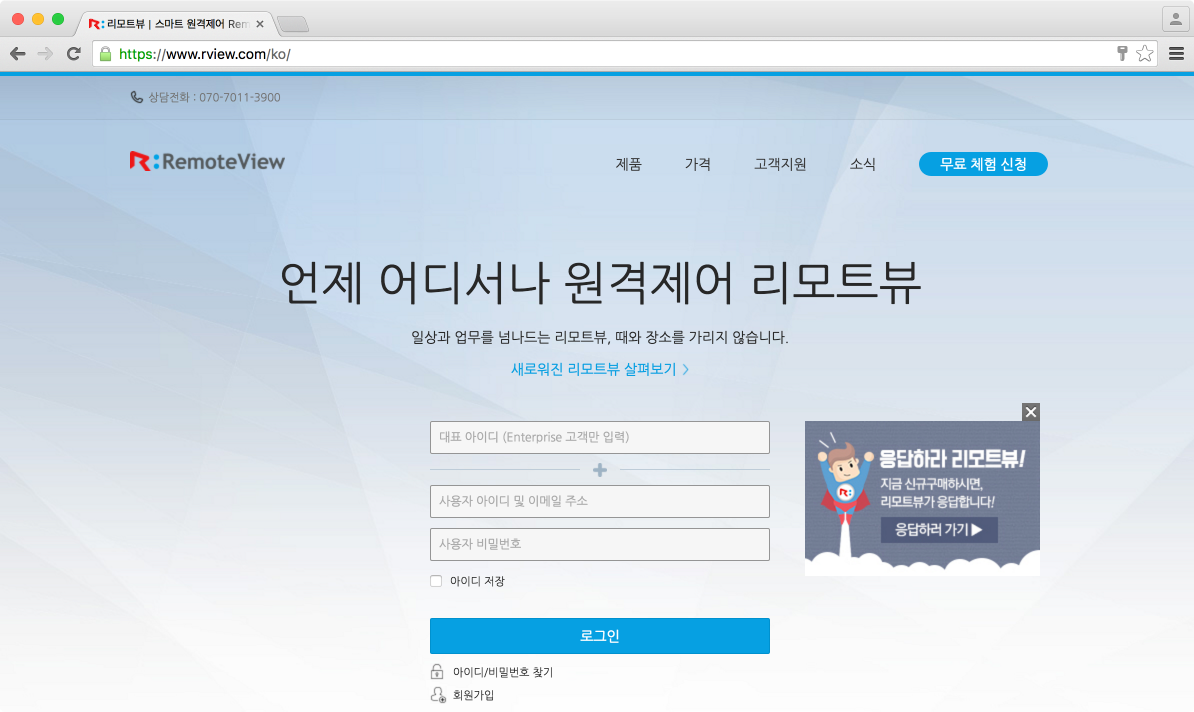 R:리모트뷰 | 스마트 원격제어 Rem
https://www.rview.com/ko/
상담전화 : 070-7011-3900
R:RemoteView
제품 가격 고객지원 소식 무료 체험 신청
언제 어디서나 원격제어 리모트뷰
일상과 업무를 넘나드는 리모트뷰, 때와 장소를 가리지 않습니다.
새로워진 리모트뷰 살펴보기 >
대표 아이디 (Enterprise 고객만 입력)
사용자 아이디 및 이메일 주소
사용자 비밀번호
아이디 저장
로그인
아이디/비밀번호 찾기
회원가입
응답하라 리모트뷰!
지금 신규구매하시면,
리모트뷰가 응답합니다!
응답하러 가기 ▶
R: